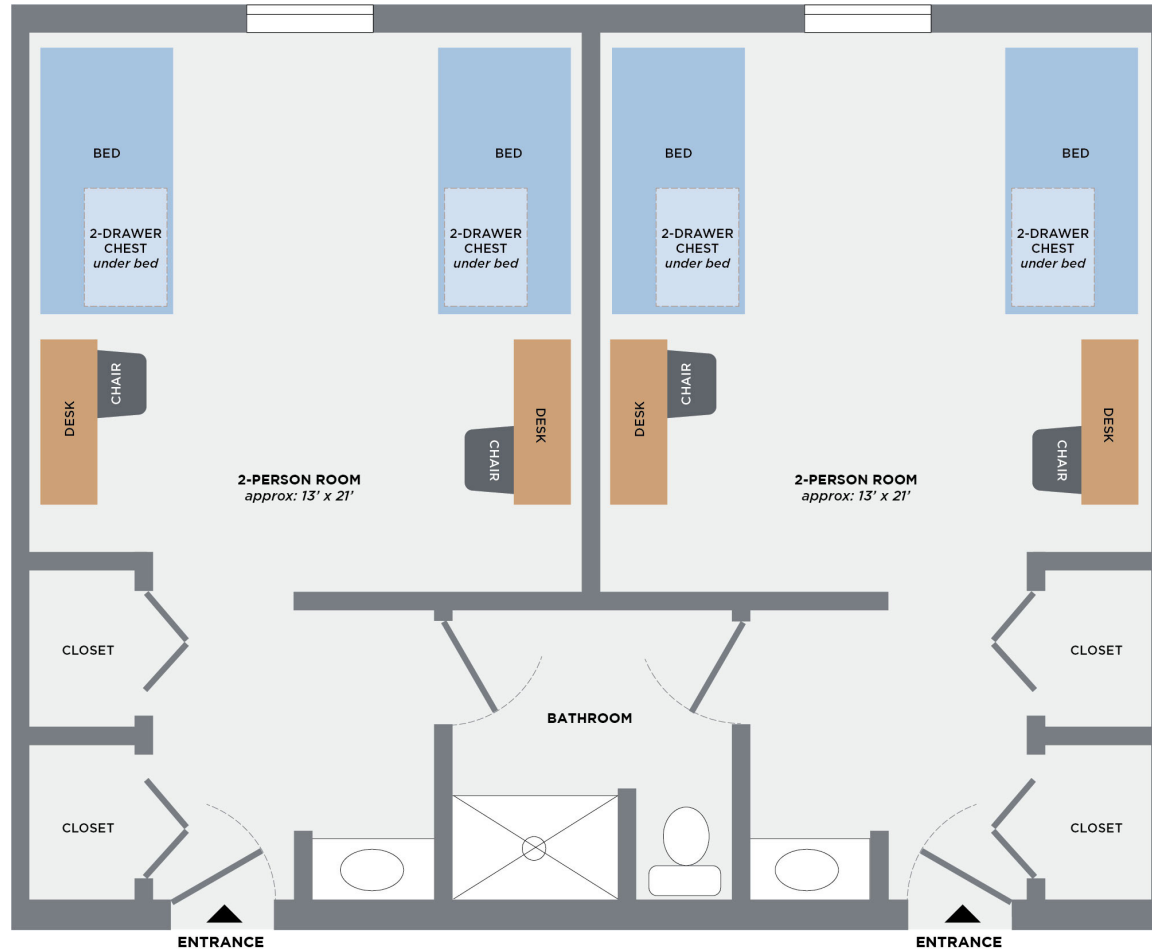 BED
BED
BED
BED
2-DRAWER
CHEST
under bed
2-DRAWER
CHEST
under bed
2-DRAWER
CHEST
under bed
2-DRAWER
CHEST
under bed
DESK
CHAIR
CHAIR
DESK
DESK
CHAIR
CHAIR
DESK
2-PERSON ROOM
approx: 13’ x 21’
2-PERSON ROOM
approx: 13’ x 21’
CLOSET
CLOSET
BATHROOM
CLOSET
CLOSET
ENTRANCE
ENTRANCE